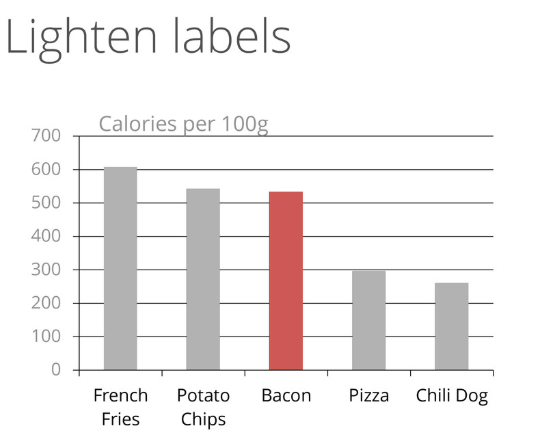 Lighten labels
Calories per 100g
700
600
500
400
300
200
100
0
French Potato Bacon Pizza Chili Dog
Fries Chips